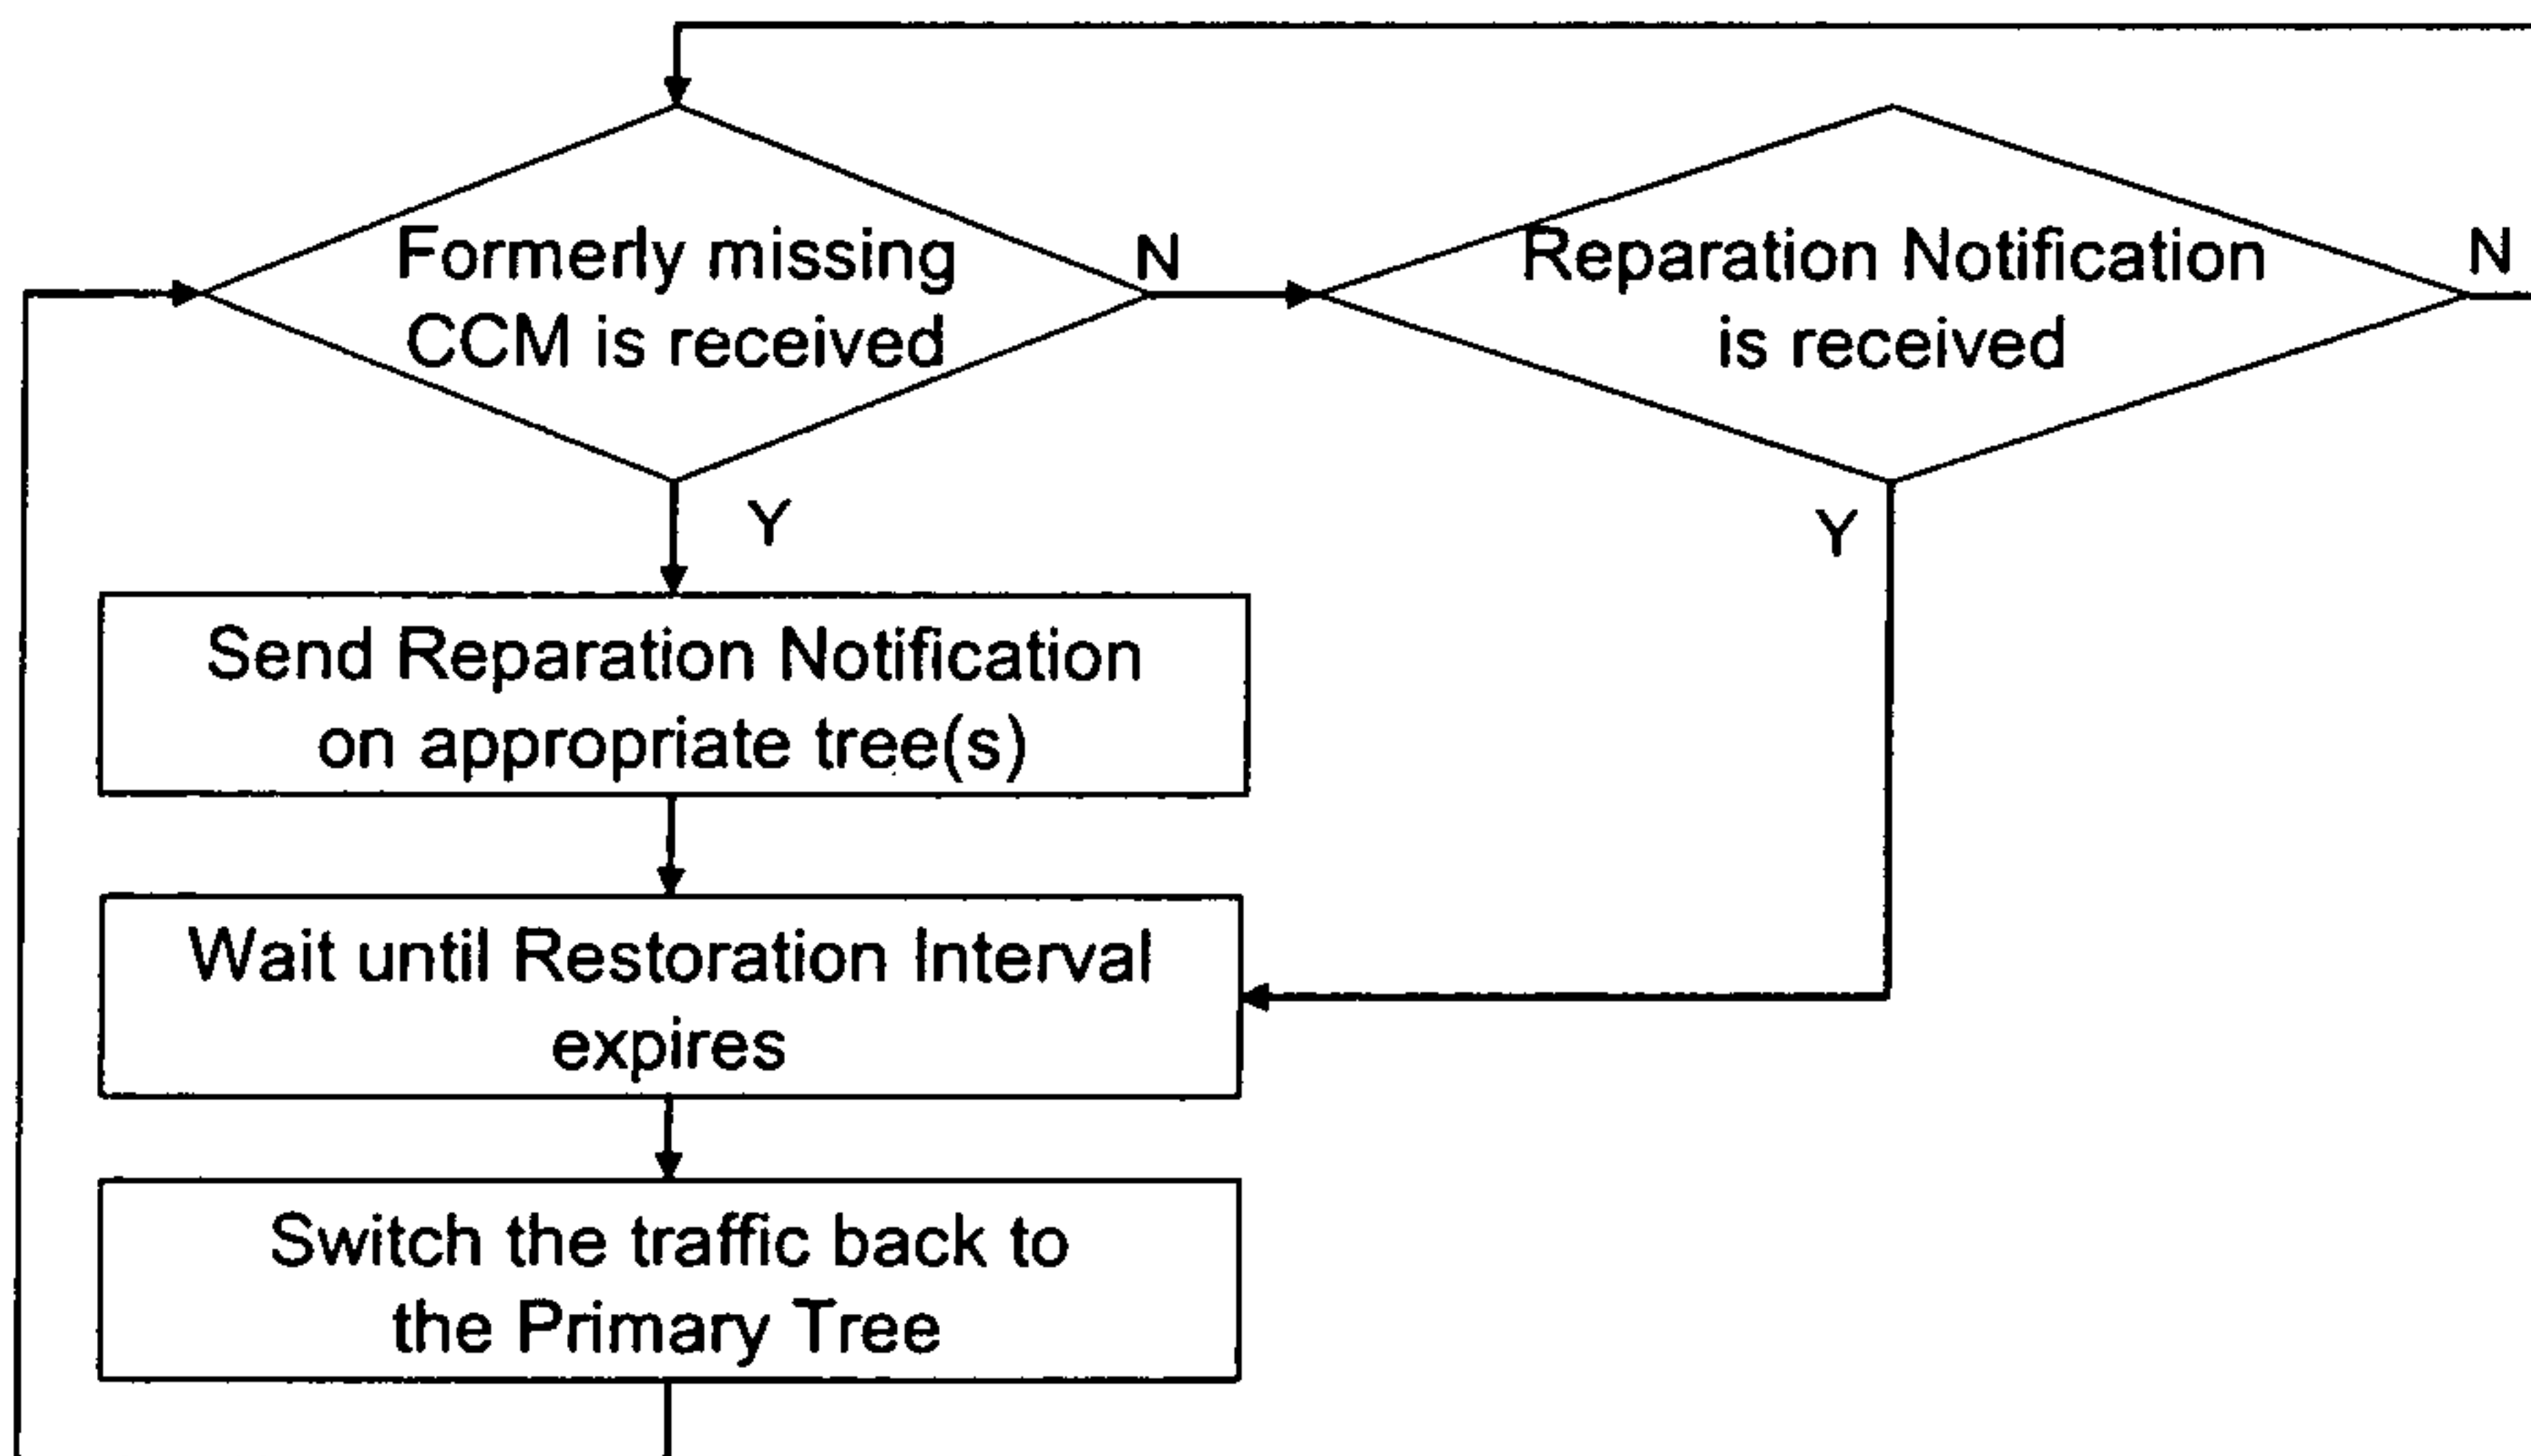 Formerly missing
CCM is received
N
Reparation Notification
is received
N
Y
Y
Send Reparation Notification
on appropriate tree(s)
Wait until Restoration Interval
expires
Switch the traffic back to
the Primary Tree